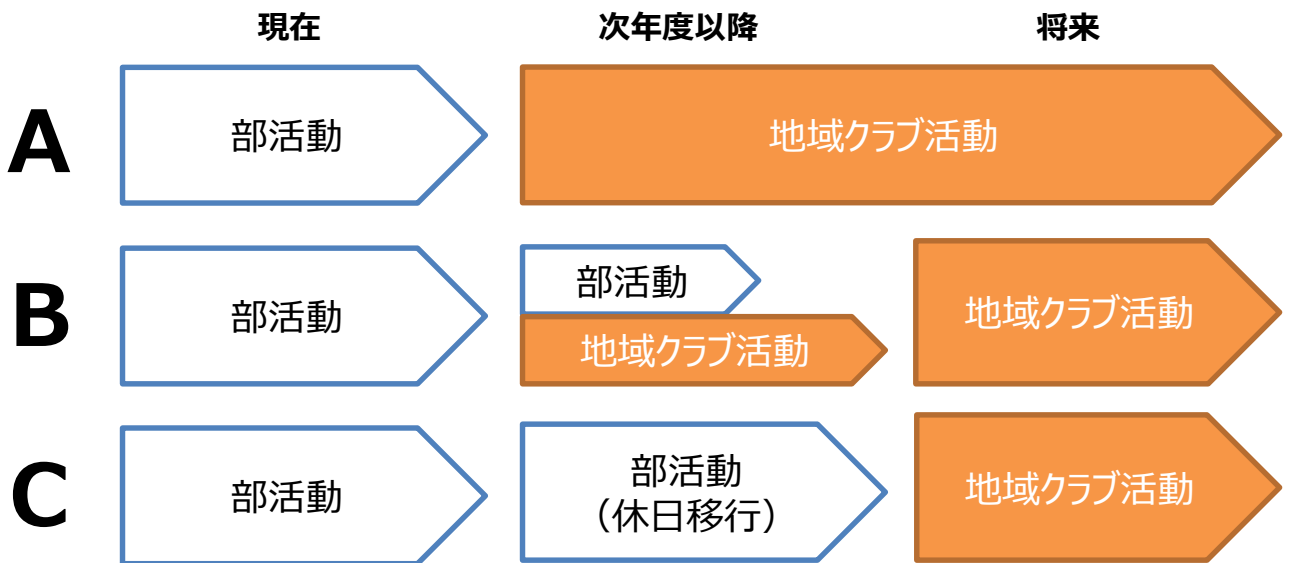 現在
次年度以降
将来
A
部活動
地域クラブ活動
B
部活動
部活動
地域クラブ活動
地域クラブ活動
C
部活動
部活動
（休日移行）
地域クラブ活動